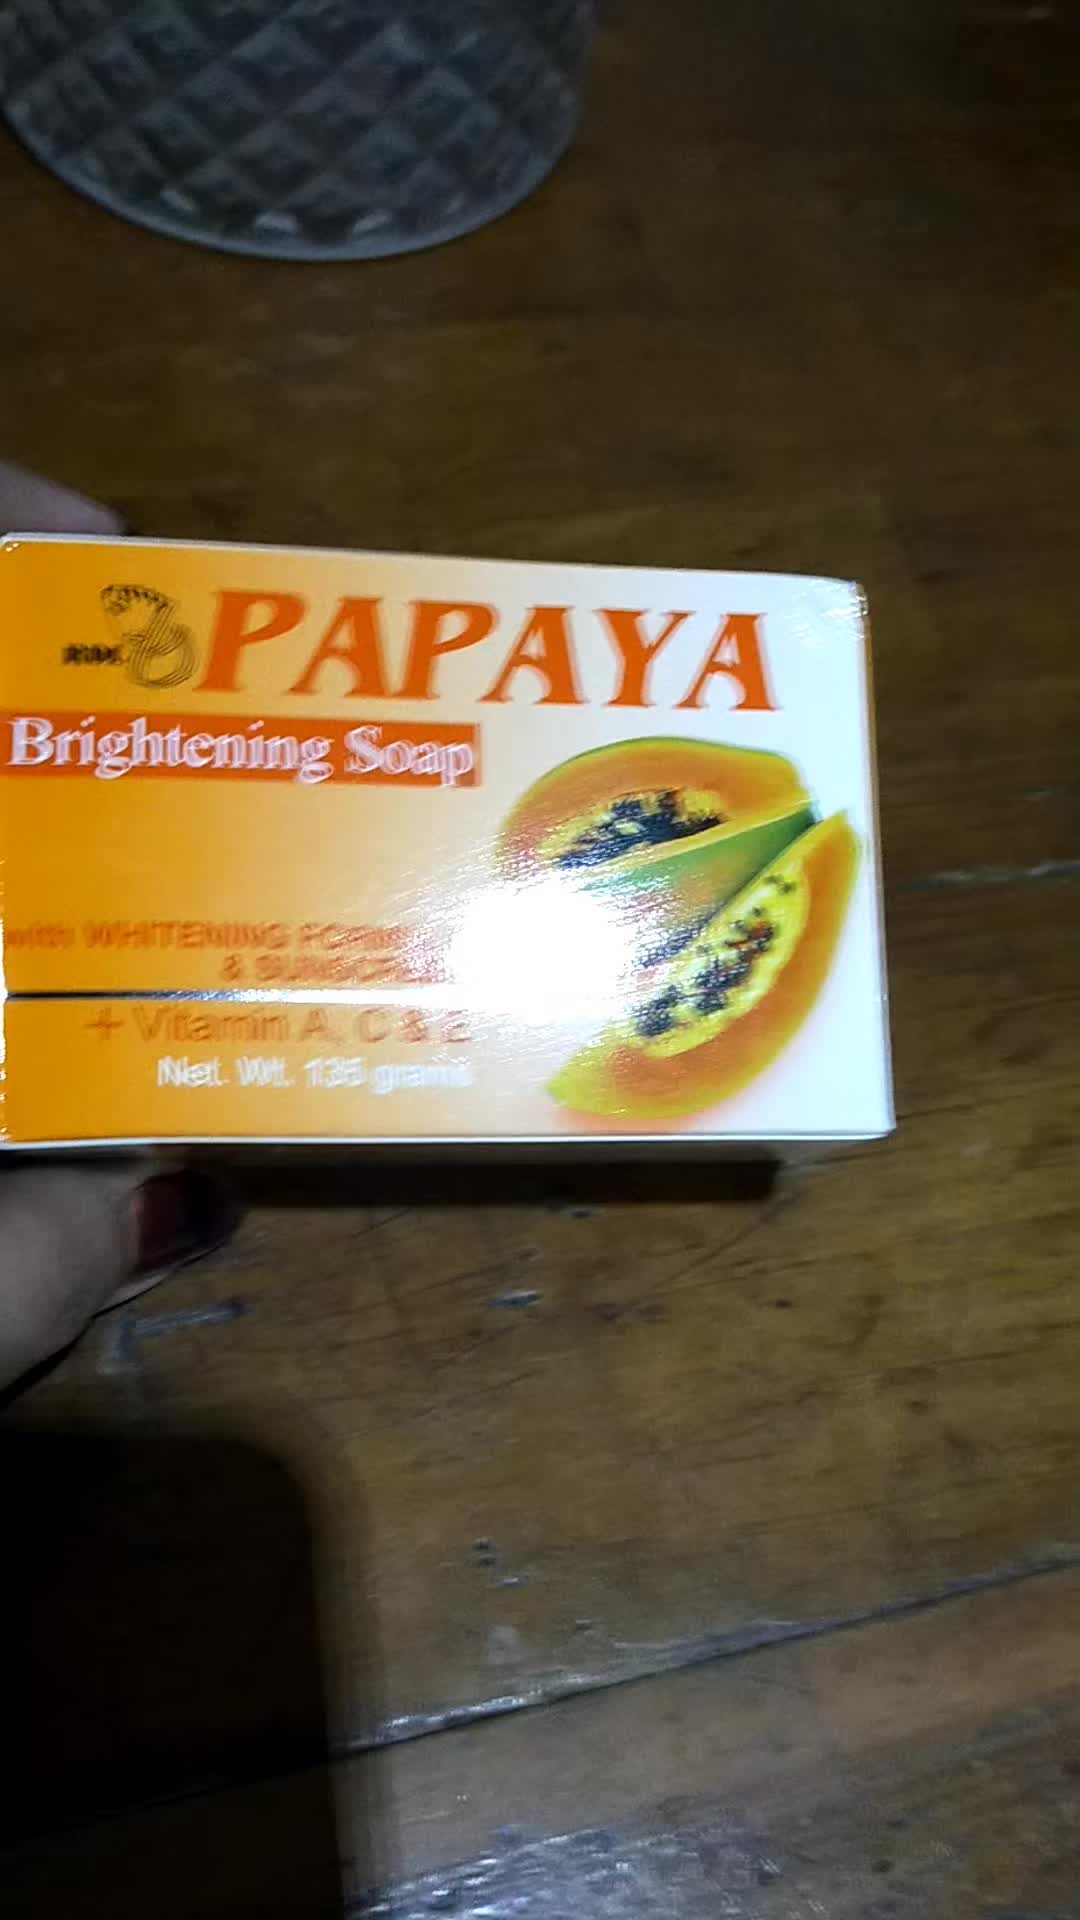 PAPAYA
Brightening Soap
with WHITENING
&
+ Vitamin A, C & E
Net. Wt. 135 grams